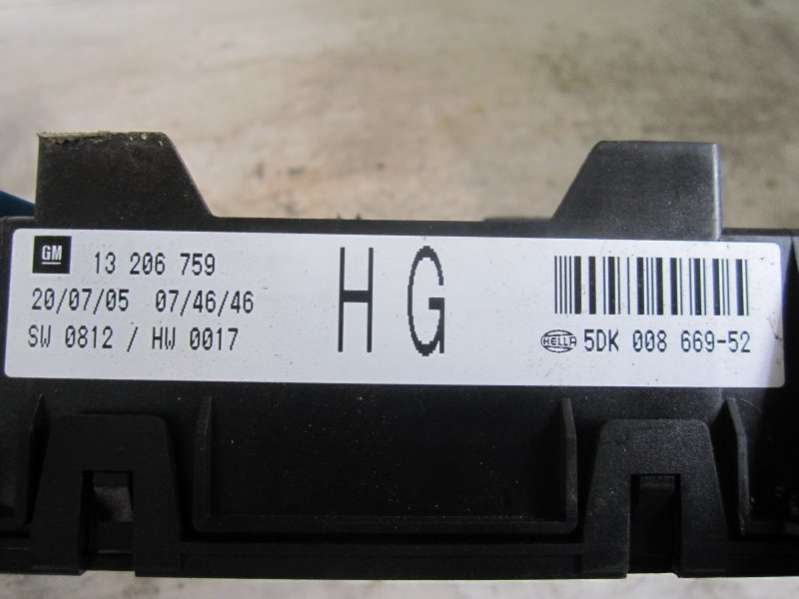 GM 13 206 759
20/07/05 07/46/46
SW 0812 / HW 0017
HG
HELLA 5DK 008 669-52